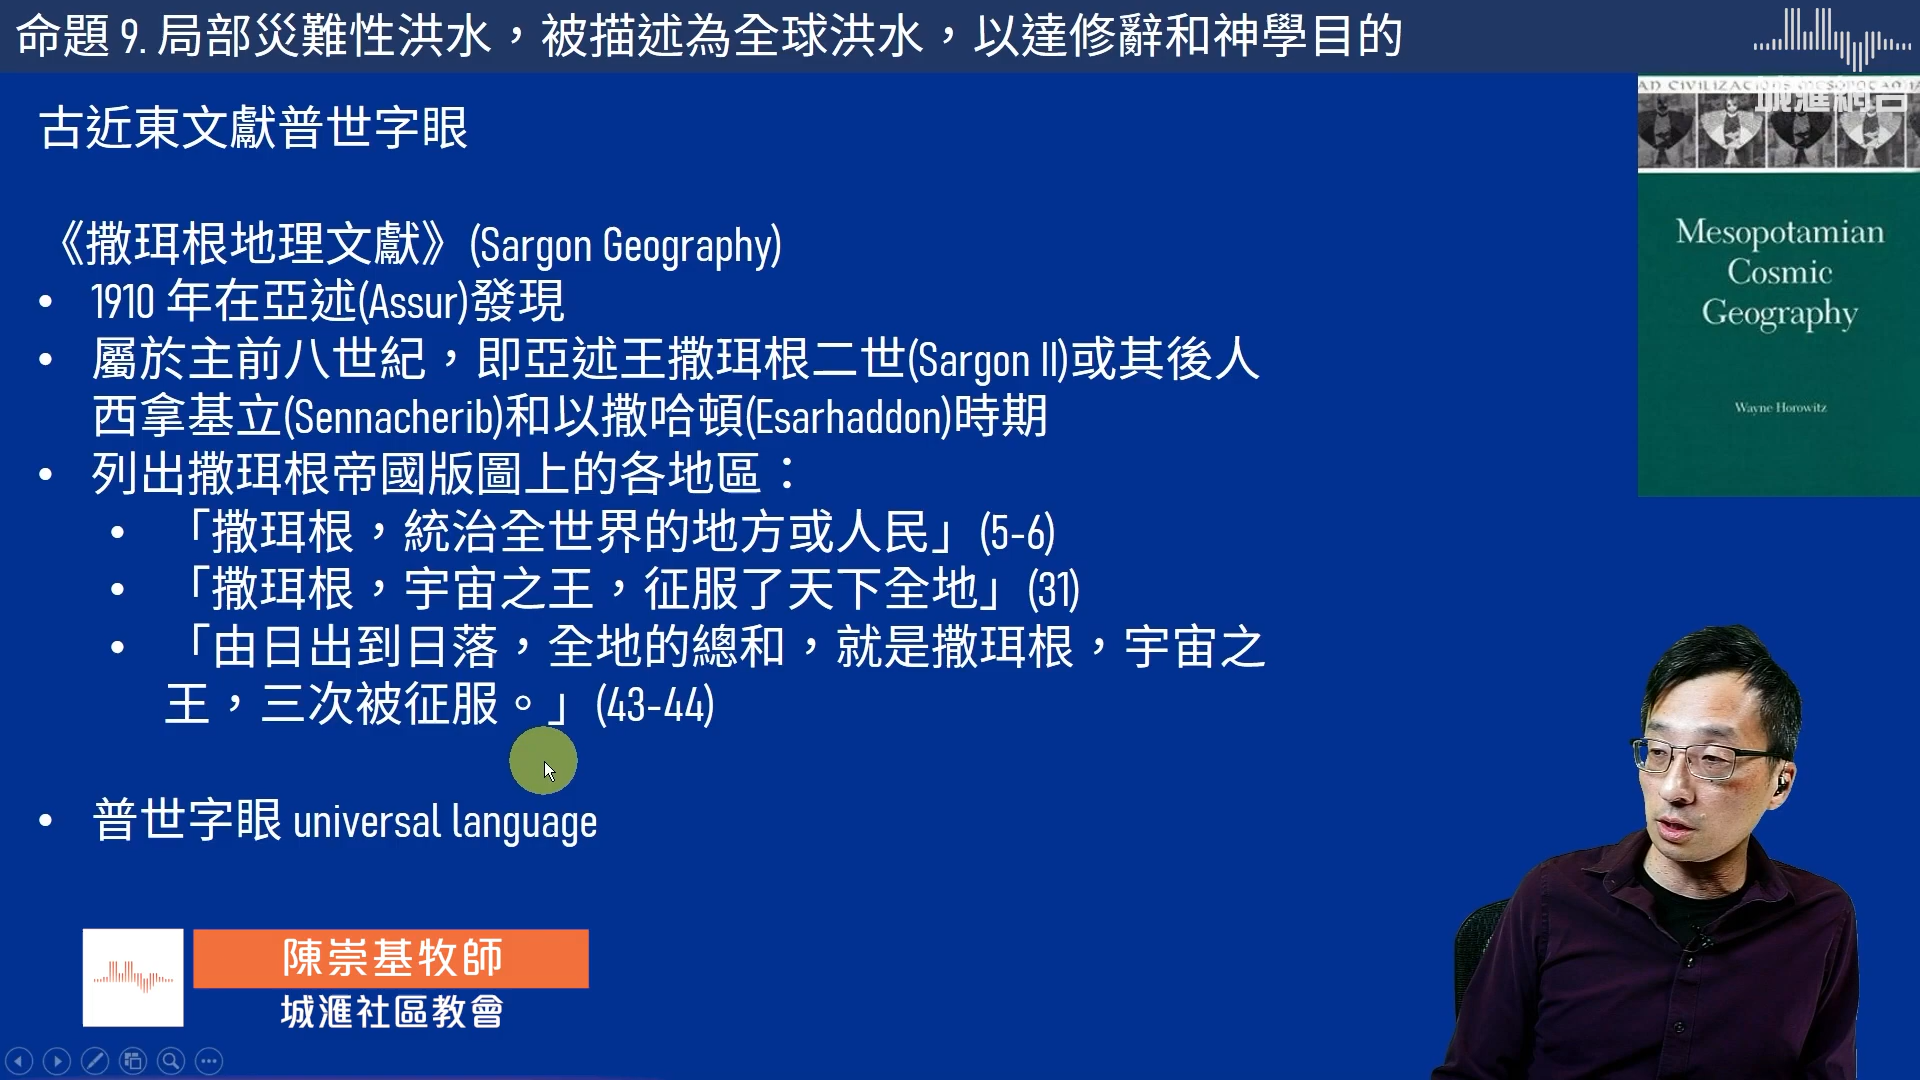 命題 9. 局部災難性洪水，被描述為全球洪水，以達修辭和神學目的
城滙網台
古近東文獻普世字眼
《撒珥根地理文獻》(Sargon Geography)
• 1910 年在亞述(Assur)發現
• 屬於主前八世紀，即亞述王撒珥根二世(Sargon II)或其後人
西拿基立(Sennacherib)和以撒哈頓(Esarhaddon)時期
• 列出撒珥根帝國版圖上的各地區：
• 「撒珥根，統治全世界的地方或人民」(5-6)
• 「撒珥根，宇宙之王，征服了天下全地」(31)
• 「由日出到日落，全地的總和，就是撒珥根，宇宙之
王，三次被征服。」(43-44)
• 普世字眼 universal language
Mesopotamian
Cosmic
Geography
Wayne Horowitz
陳崇基牧師
城滙社區教會